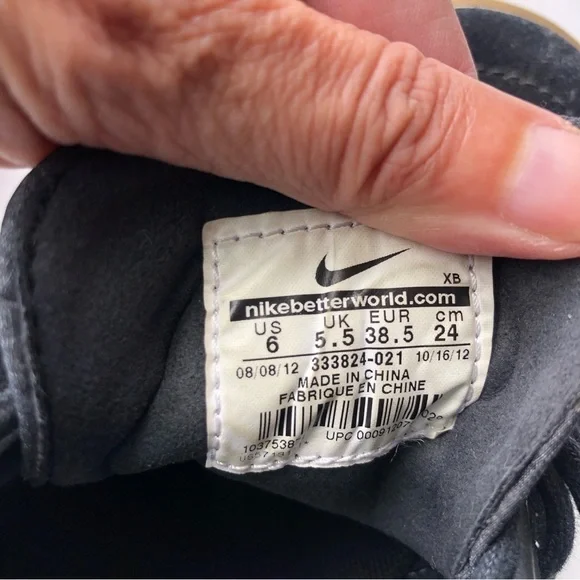 XB
nikebetterworld.com
US UK EUR cm
6 5.5 38.5 24
08/08/12 333824-021 10/16/12
MADE IN CHINA
FABRIQUE EN CHINE
UPC